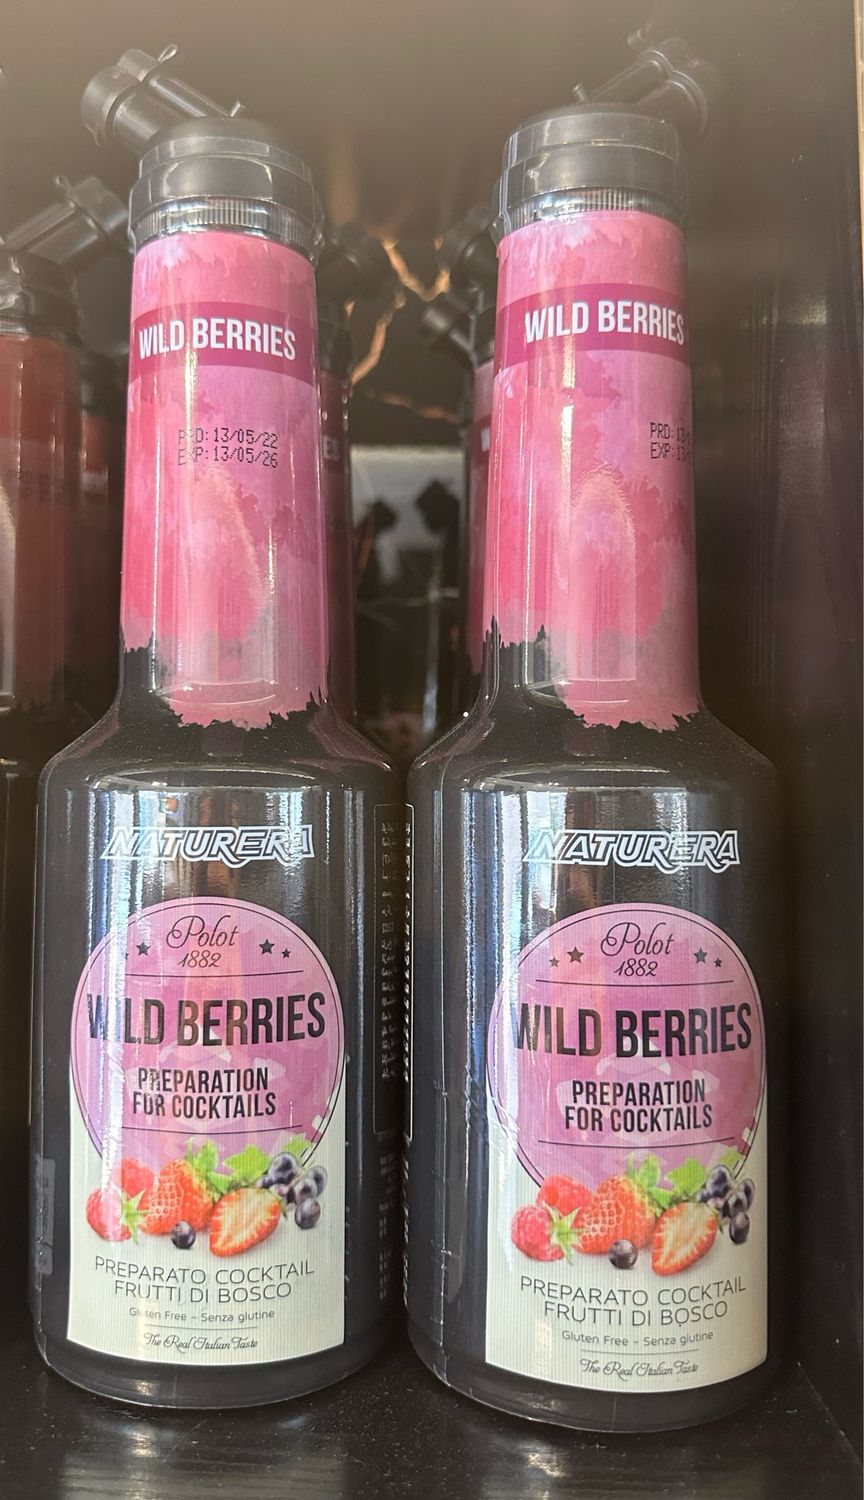 WILD BERRIES
PRD: 13/05/22
EXP: 13/05/26
NATURERA
Polot
1882
WILD BERRIES
PREPARATION
FOR COCKTAILS
PREPARATO COCKTAIL
FRUTTI DI BOSCO
Gluten Free ~ Senza glutine
The Real Italian Taste
WILD BERRIES
PRD:
EXP:
NATURERA
Polot
1882
WILD BERRIES
PREPARATION
FOR COCKTAILS
PREPARATO COCKTAIL
FRUTTI DI BOSCO
Gluten Free ~ Senza glutine
The Real Italian Taste